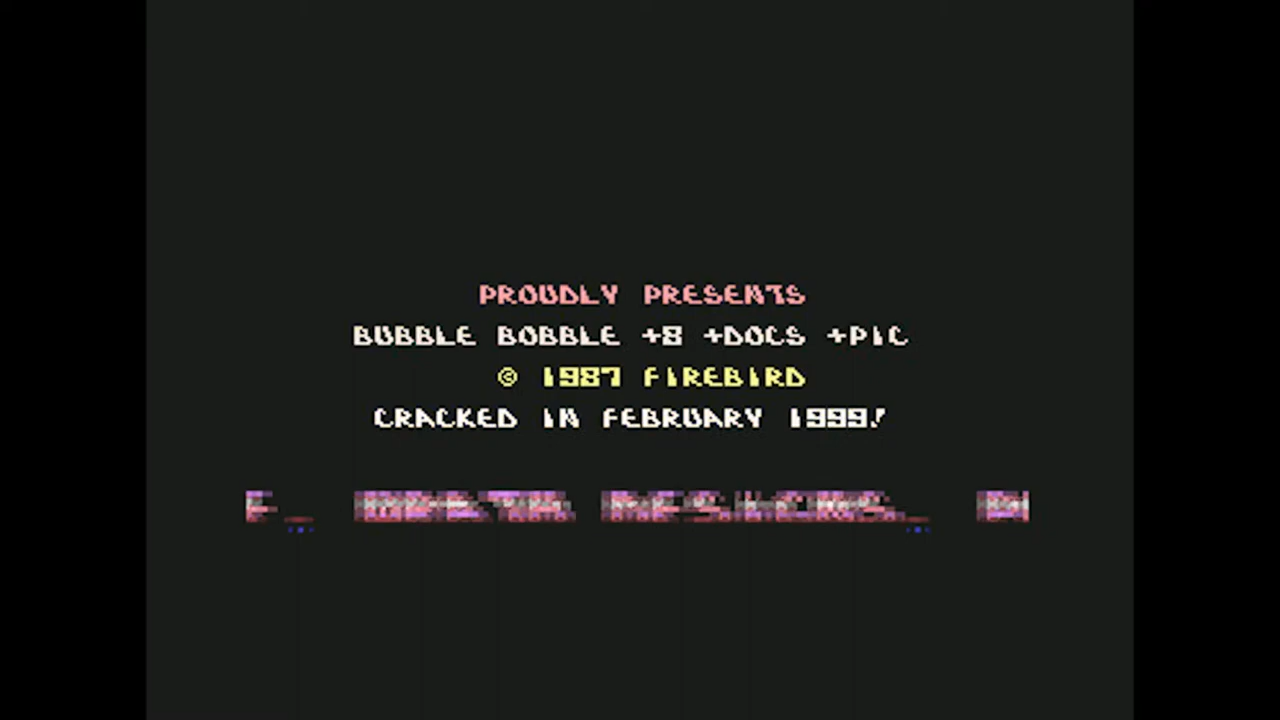 PROUDLY PRESENTS
BUBBLE BOBBLE +8 +DOCS +PIC
© 1987 FIREBIRD
CRACKED IN FEBRUARY 1999!